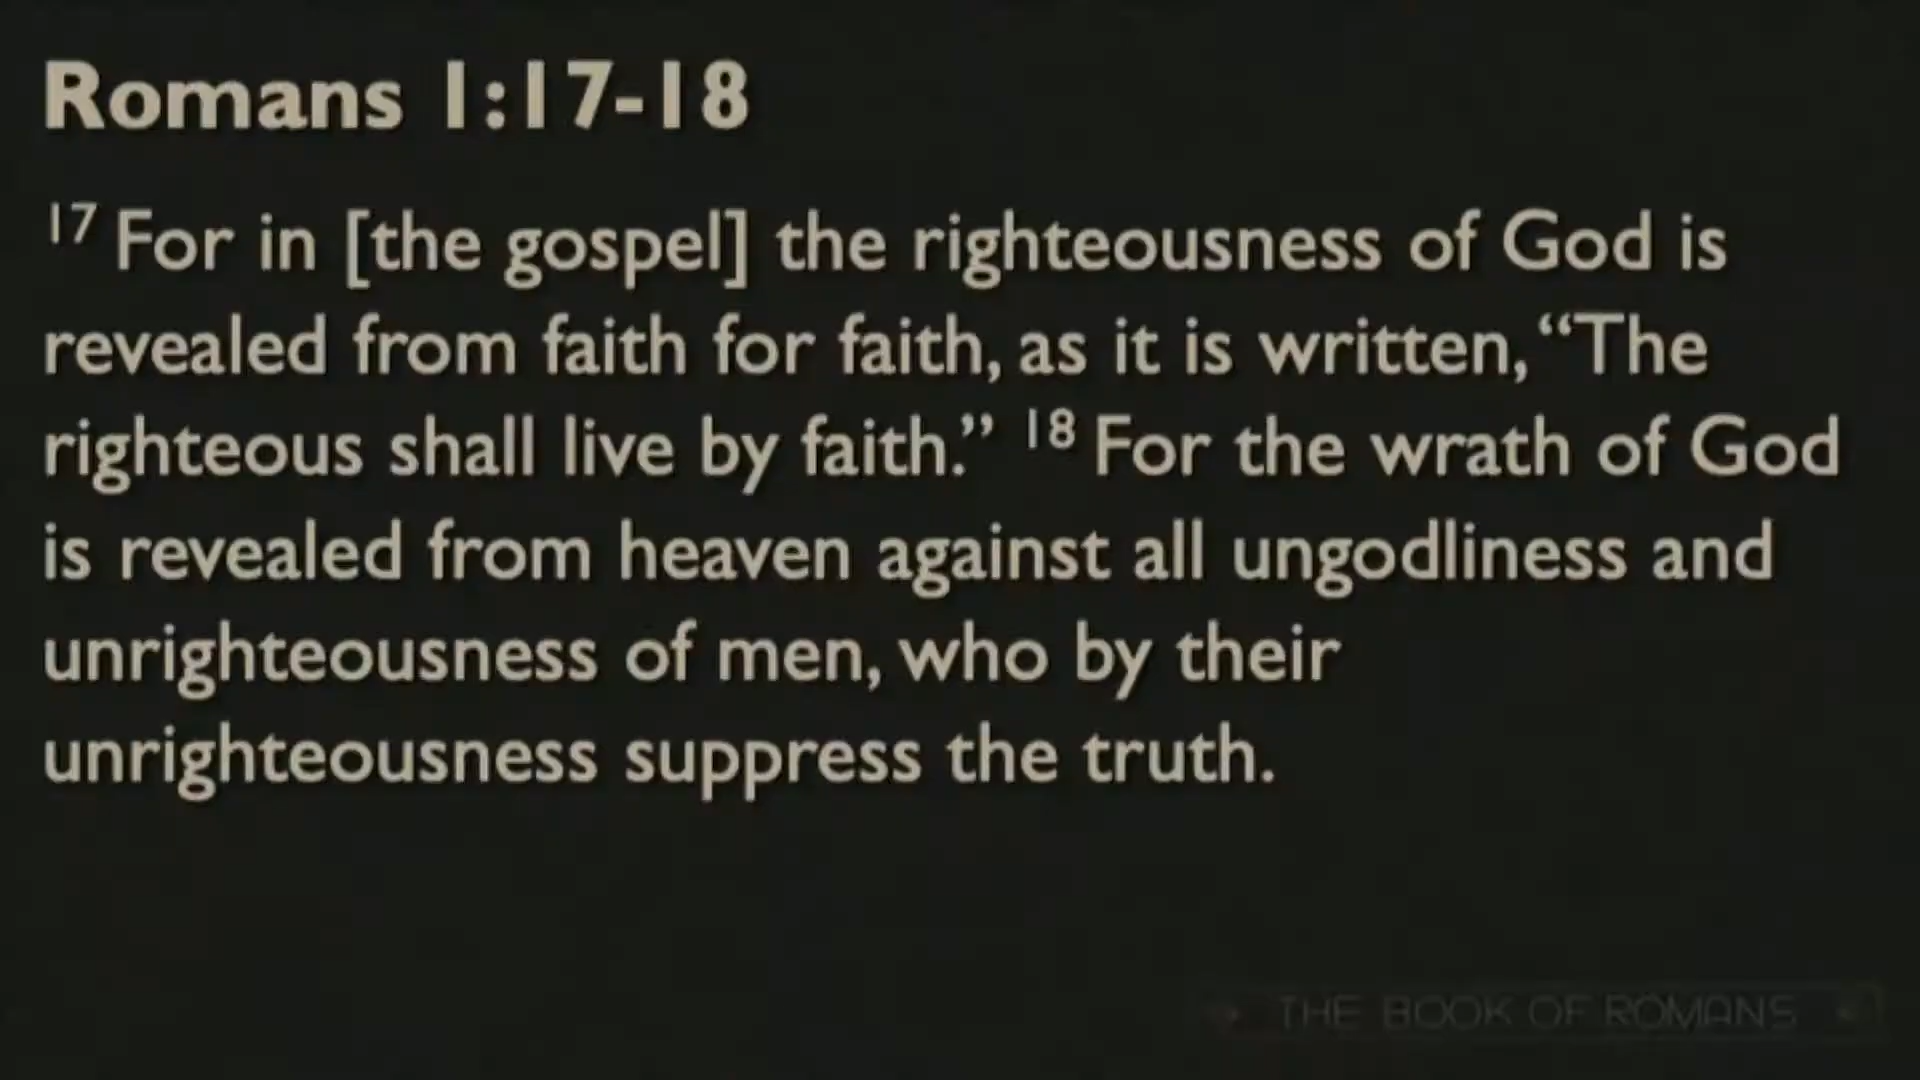 Romans 1:17-18
17 For in [the gospel] the righteousness of God is
revealed from faith for faith, as it is written, “The
righteous shall live by faith.” 18 For the wrath of God
is revealed from heaven against all ungodliness and
unrighteousness of men, who by their
unrighteousness suppress the truth.
THE BOOK OF ROMANS